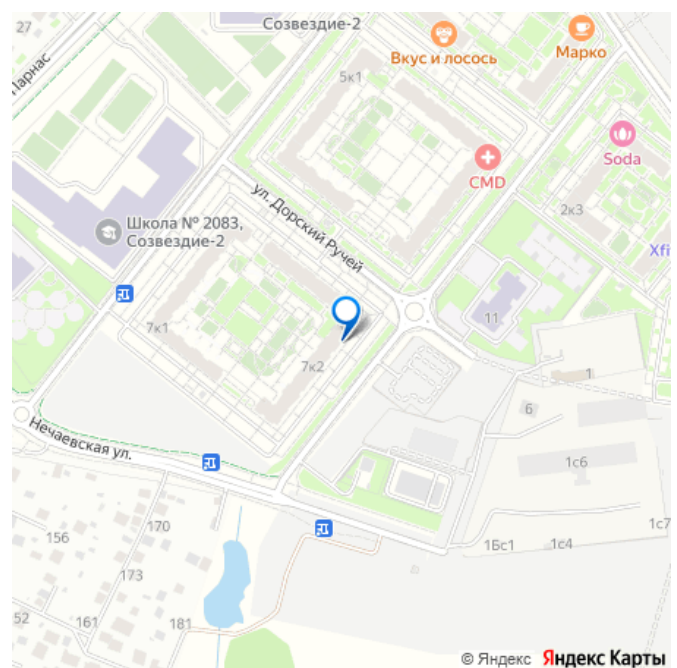 27
Созвездие-2
Вкус и лосось
Марко
Парнас
5к1
CMD
Soda
2к3
Xfi
ул. Дорский Ручей
Школа № 2083,
Созвездие-2
7к1
7к2
11
1
6
Нечаевская ул.
1с6
1с7
156
170
1Бс1
1с4
173
52
161
181
© Яндекс Яндекс Карты